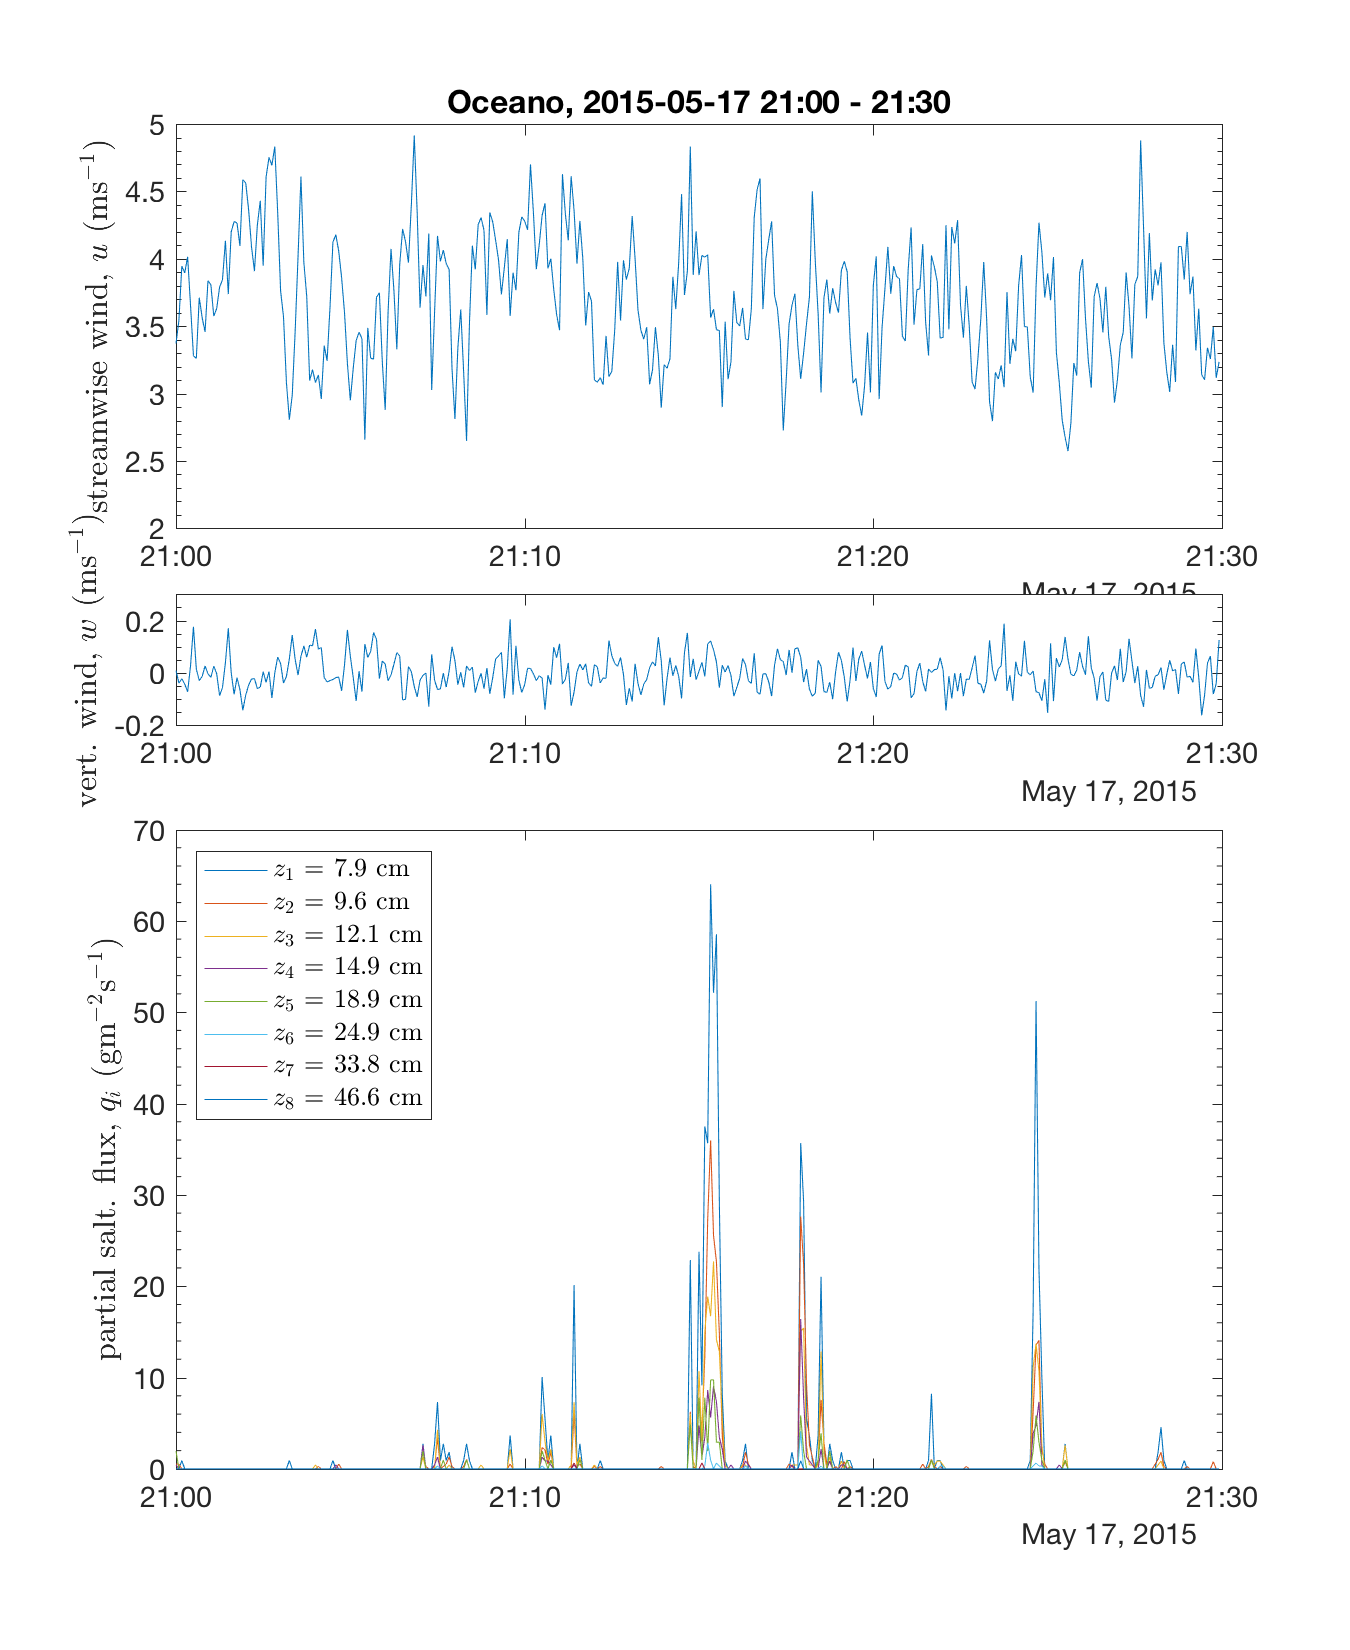 Oceano, 2015-05-17 21:00 - 21:30
streamwise wind, u (ms⁻¹)
5
4.5
4
3.5
3
2.5
2
21:00 21:10 21:20 21:30
May 17, 2015
vert. wind, w (ms⁻¹)
0.2
0
-0.2
21:00 21:10 21:20 21:30
May 17, 2015
partial salt. flux, qᵢ (gm⁻²s⁻¹)
70
60
50
40
30
20
10
0
z₁ = 7.9 cm
z₂ = 9.6 cm
z₃ = 12.1 cm
z₄ = 14.9 cm
z₅ = 18.9 cm
z₆ = 24.9 cm
z₇ = 33.8 cm
z₈ = 46.6 cm
21:00 21:10 21:20 21:30
May 17, 2015